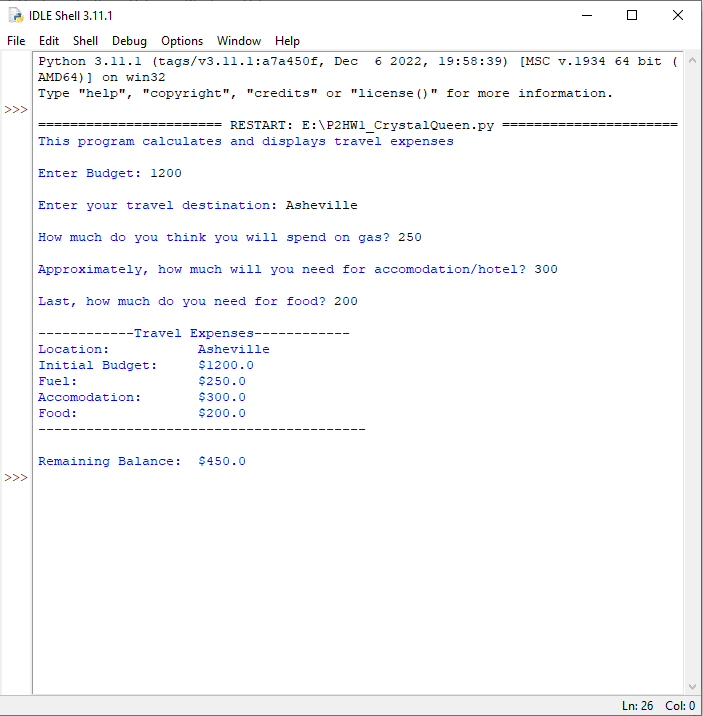 IDLE Shell 3.11.1
File Edit Shell Debug Options Window Help
Python 3.11.1 (tags/v3.11.1:a7a450f, Dec  6 2022, 19:58:39) [MSC v.1934 64 bit (
AMD64)] on win32
Type "help", "copyright", "credits" or "license()" for more information.
>>>
======================= RESTART: E:\P2HW1_CrystalQueen.py ======================
This program calculates and displays travel expenses
Enter Budget: 1200
Enter your travel destination: Asheville
How much do you think you will spend on gas? 250
Approximately, how much will you need for accomodation/hotel? 300
Last, how much do you need for food? 200
------------Travel Expenses------------
Location:           Asheville
Initial Budget:     $1200.0
Fuel:               $250.0
Accomodation:       $300.0
Food:               $200.0
-----------------------------------------
Remaining Balance:  $450.0
>>>
Ln: 26 Col: 0